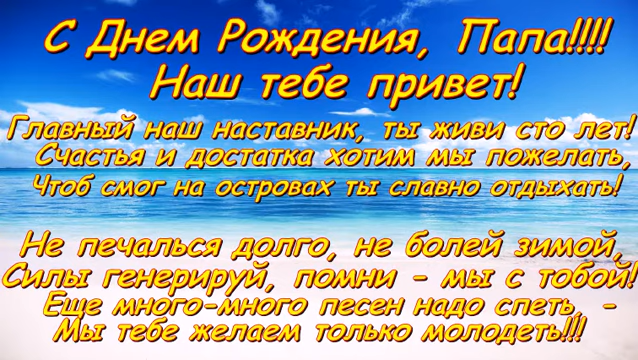 С Днем Рождения, Папа!!!!
Наш тебе привет!
Главный наш наставник, ты живи сто лет!
Счастья и достатка хотим мы пожелать,
Чтоб смог на островах ты славно отдыхать!
Не печалься долго, не болей зимой,
Силы генерируй, помни - мы с тобой!
Еще много-много песен надо спеть, -
Мы тебе желаем только молодеть!!!